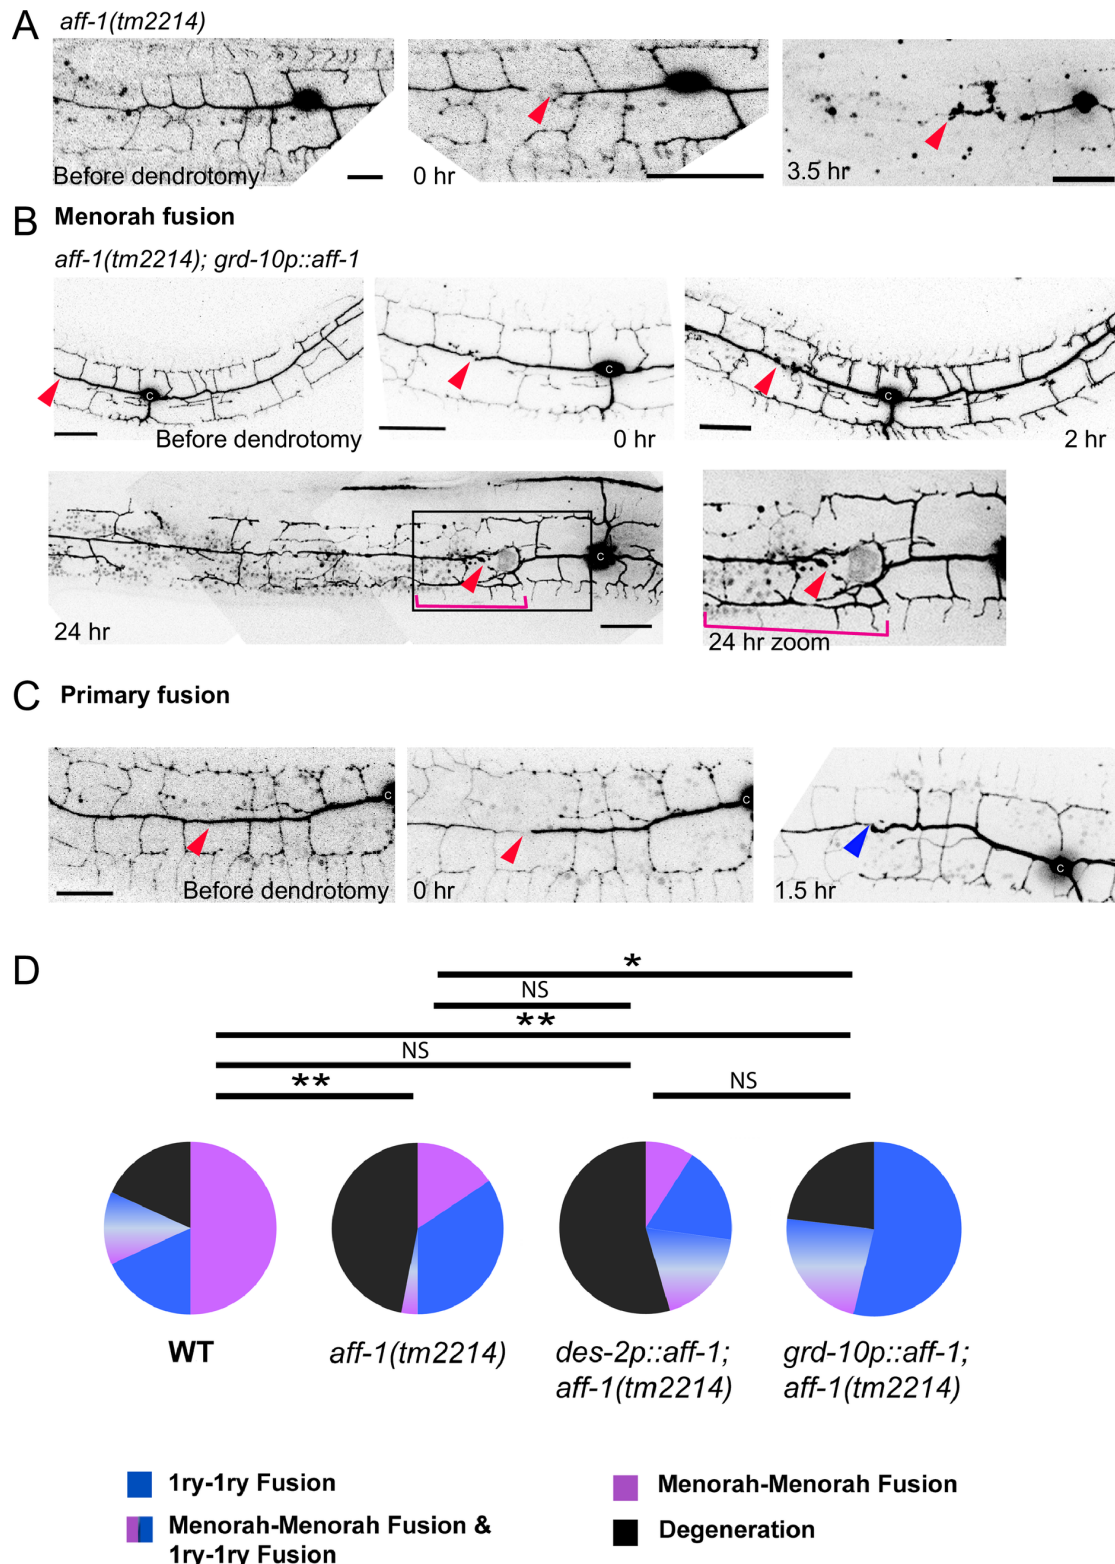 A
aff-1(tm2214)
Before dendrotomy
0 hr
3.5 hr
B
Menorah fusion
aff-1(tm2214); grd-10p::aff-1
c
Before dendrotomy
c
0 hr
c
2 hr
c
24 hr
c
24 hr zoom
C
Primary fusion
c
Before dendrotomy
c
0 hr
c
1.5 hr
D
*
NS
**
NS
**
NS
WT
aff-1(tm2214)
des-2p::aff-1;
aff-1(tm2214)
grd-10p::aff-1;
aff-1(tm2214)
1ry-1ry Fusion
Menorah-Menorah Fusion &
1ry-1ry Fusion
Menorah-Menorah Fusion
Degeneration